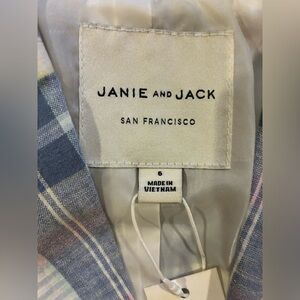 JANIE AND JACK
SAN FRANCISCO
6
MADE IN
VIETNAM